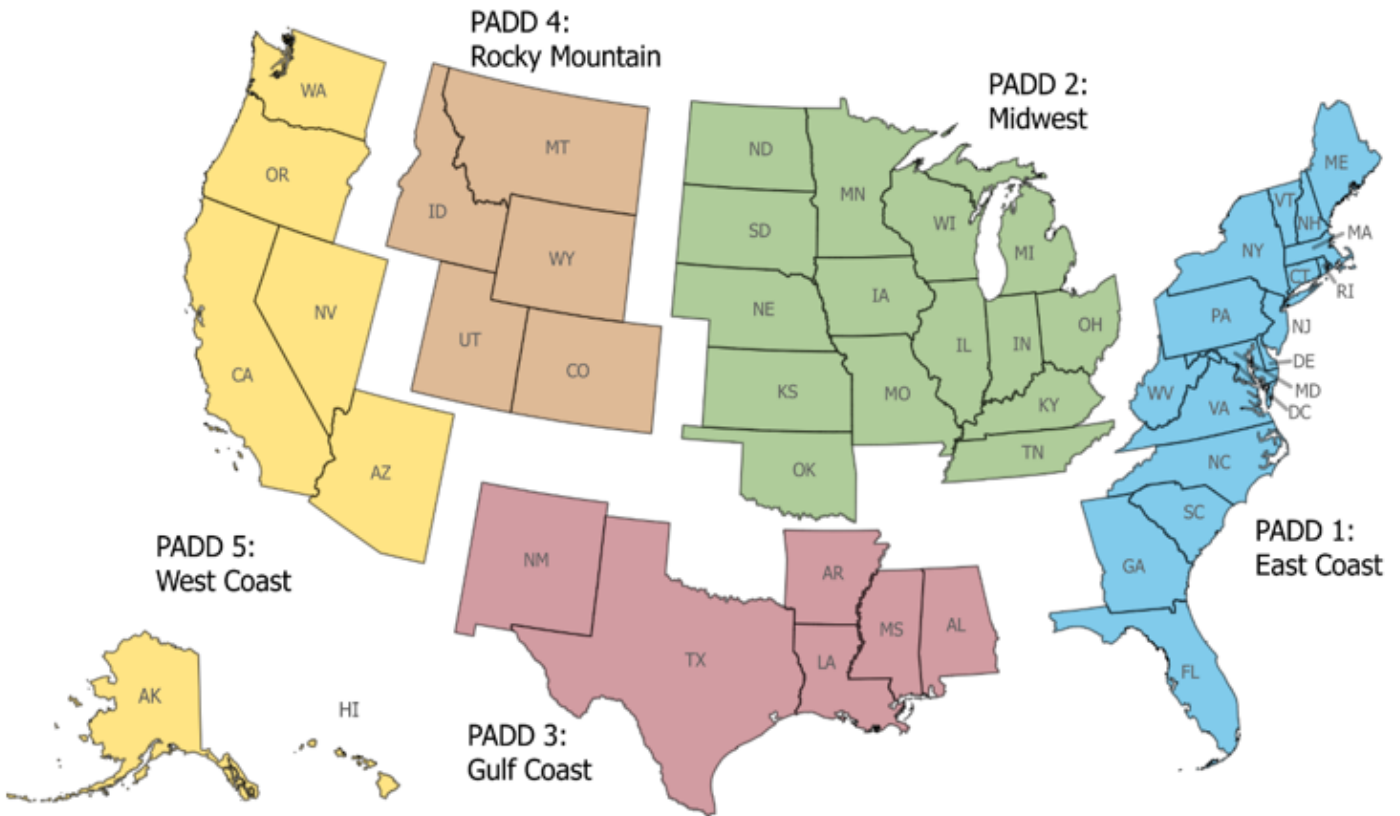 PADD 4:
Rocky Mountain
PADD 2:
Midwest
WA
OR
CA
NV
AZ
MT
ID
WY
UT
CO
ND
SD
NE
KS
OK
MN
IA
MO
WI
IL
MI
IN
OH
KY
TN
ME
VT
NH
MA
NY
CT
RI
PA
NJ
DE
MD
DC
WV
VA
NC
SC
GA
FL
PADD 1:
East Coast
PADD 5:
West Coast
AK
HI
NM
TX
AR
LA
MS
AL
PADD 3:
Gulf Coast